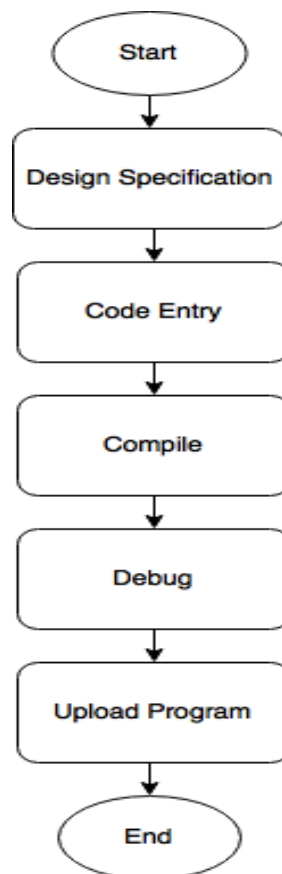 Start
Design Specification
Code Entry
Compile
Debug
Upload Program
End